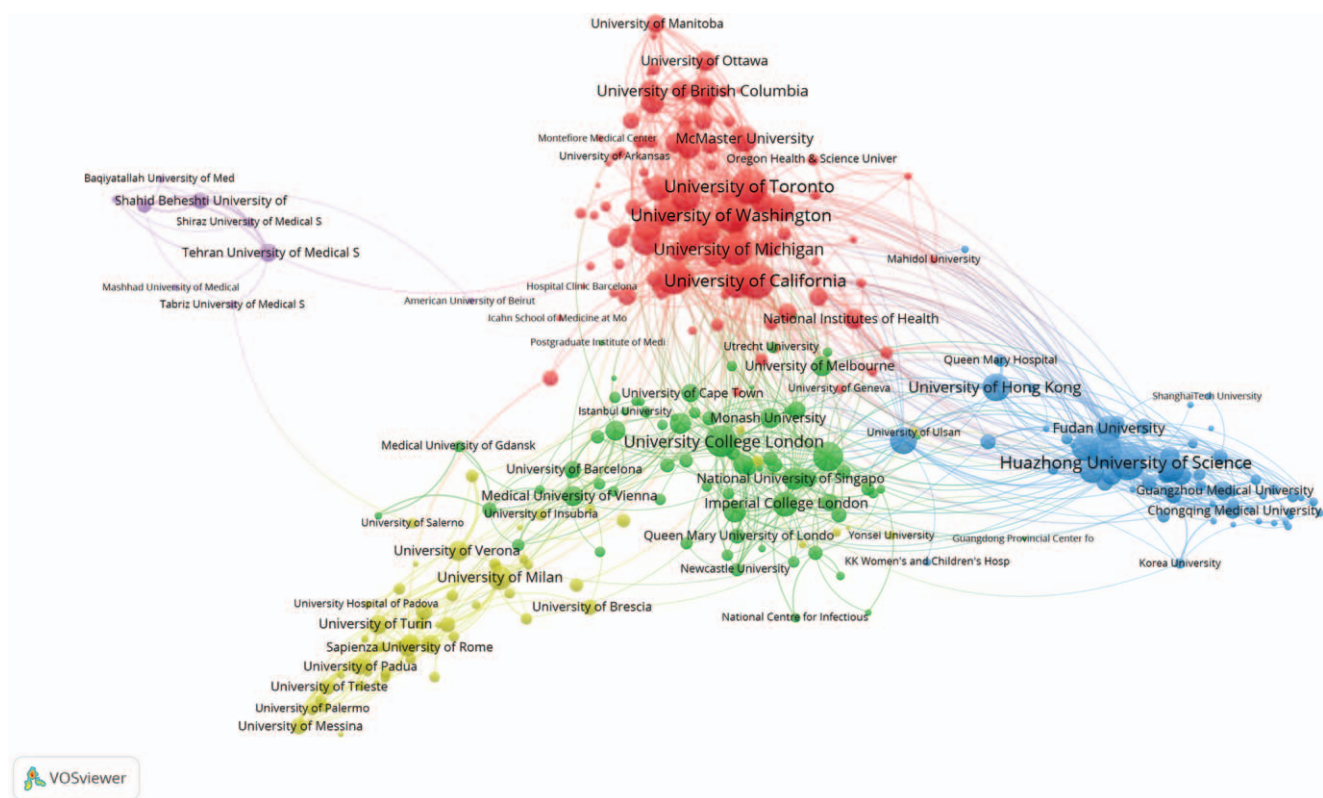 University of Manitoba
University of Ottawa
University of British Columbia
Montefiore Medical Center
McMaster University
University of Arkansas
Oregon Health & Science Univer
Baqiyatallah University of Med
University of Toronto
Shahid Beheshti University of
University of Washington
Shiraz University of Medical S
University of Michigan
Tehran University of Medical S
Mahidol University
University of California
Mashhad University of Medical
Hospital Clinic Barcelona
American University of Beirut
Tabriz University of Medical S
Icahn School of Medicine at Mo
National Institutes of Health
Postgraduate Institute of Medi
Utrecht University
Queen Mary Hospital
University of Melbourne
University of Geneva
University of Hong Kong
University of Cape Town
ShanghaiTech University
Istanbul University
Monash University
Fudan University
University of Ulsan
University College London
Medical University of Gdansk
Huazhong University of Science
University of Barcelona
National University of Singapo
Guangzhou Medical University
Medical University of Vienna
Imperial College London
Chongqing Medical University
University of Insubria
University of Salerno
Queen Mary University of Londo
Yonsei University
Guangdong Provincial Center fo
University of Verona
KK Women's and Children's Hosp
Korea University
Newcastle University
University of Milan
University Hospital of Padova
University of Brescia
National Centre for Infectious
University of Turin
Sapienza University of Rome
University of Padua
University of Trieste
University of Palermo
University of Messina
VOSviewer